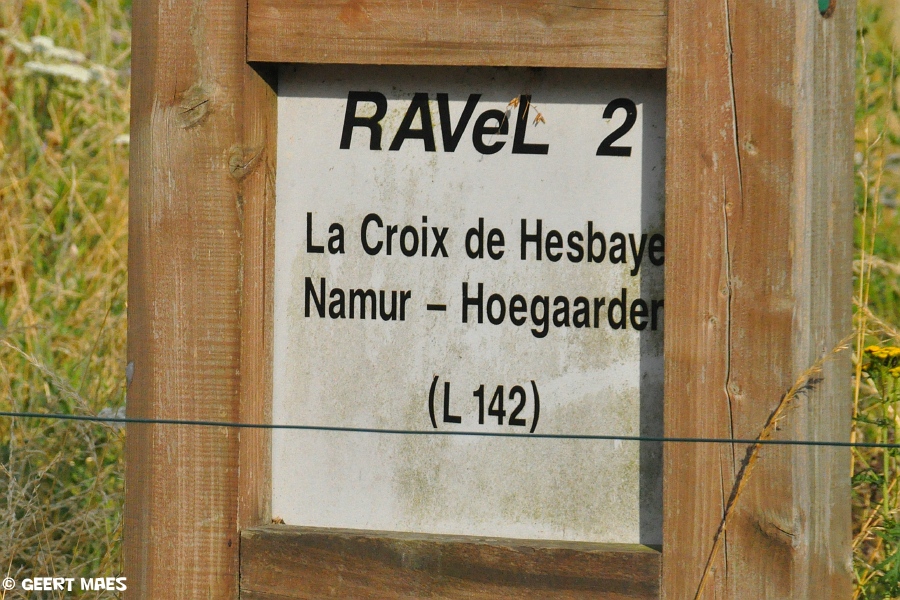 RAVeL 2
La Croix de Hesbaye
Namur – Hoegaarden
(L 142)
© GEERT MAES